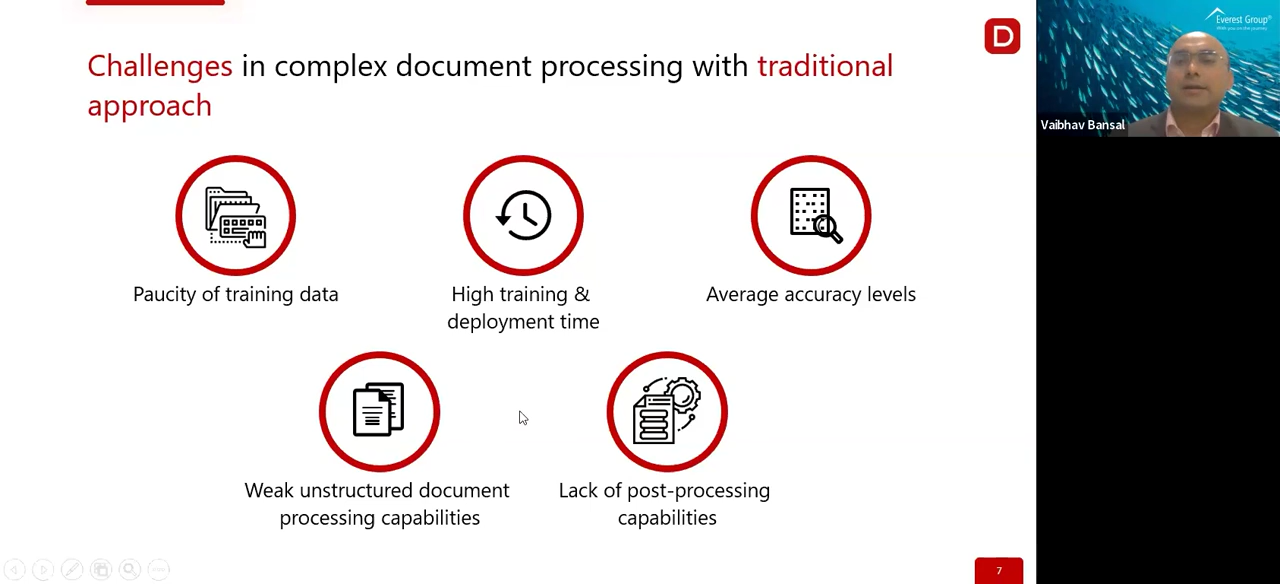 Challenges in complex document processing with traditional
approach
D
Everest Group®
Vaibhav Bansal
Paucity of training data
High training &
deployment time
Average accuracy levels
Weak unstructured document
processing capabilities
Lack of post-processing
capabilities
7